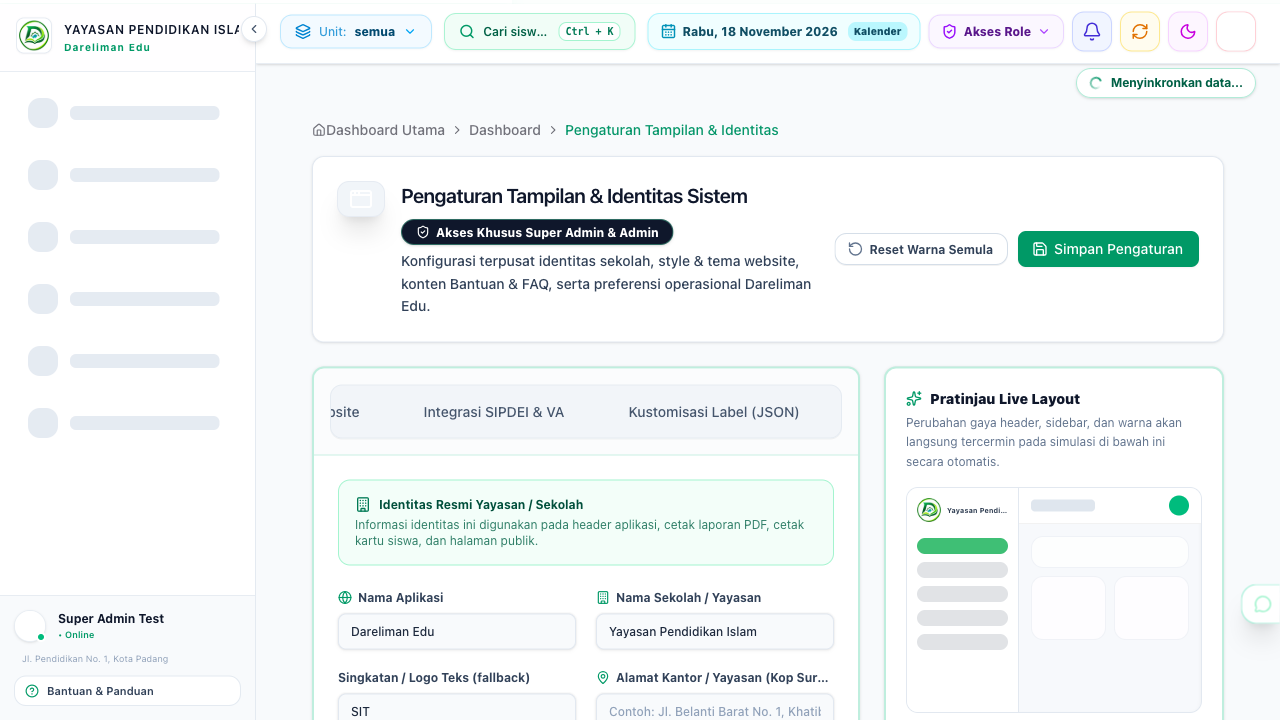 YAYASAN PENDIDIKAN ISLA
Dareliman Edu
Unit: semua
Cari sisw...
Ctrl + K
Rabu, 18 November 2026
Kalender
Akses Role
Menyinkronkan data...
Dashboard Utama
Dashboard
Pengaturan Tampilan & Identitas
Pengaturan Tampilan & Identitas Sistem
Akses Khusus Super Admin & Admin
Konfigurasi terpusat identitas sekolah, style & tema website,
konten Bantuan & FAQ, serta preferensi operasional Dareliman
Edu.
Reset Warna Semula
Simpan Pengaturan
bsite
Integrasi SIPDEI & VA
Kustomisasi Label (JSON)
Identitas Resmi Yayasan / Sekolah
Informasi identitas ini digunakan pada header aplikasi, cetak laporan PDF, cetak
kartu siswa, dan halaman publik.
Nama Aplikasi
Dareliman Edu
Nama Sekolah / Yayasan
Yayasan Pendidikan Islam
Singkatan / Logo Teks (fallback)
SIT
Alamat Kantor / Yayasan (Kop Sur...
Contoh: Jl. Belanti Barat No. 1, Khatib
Pratinjau Live Layout
Perubahan gaya header, sidebar, dan warna akan
langsung tercermin pada simulasi di bawah ini
secara otomatis.
Yayasan Pendi...
Super Admin Test
• Online
Jl. Pendidikan No. 1, Kota Padang
Bantuan & Panduan